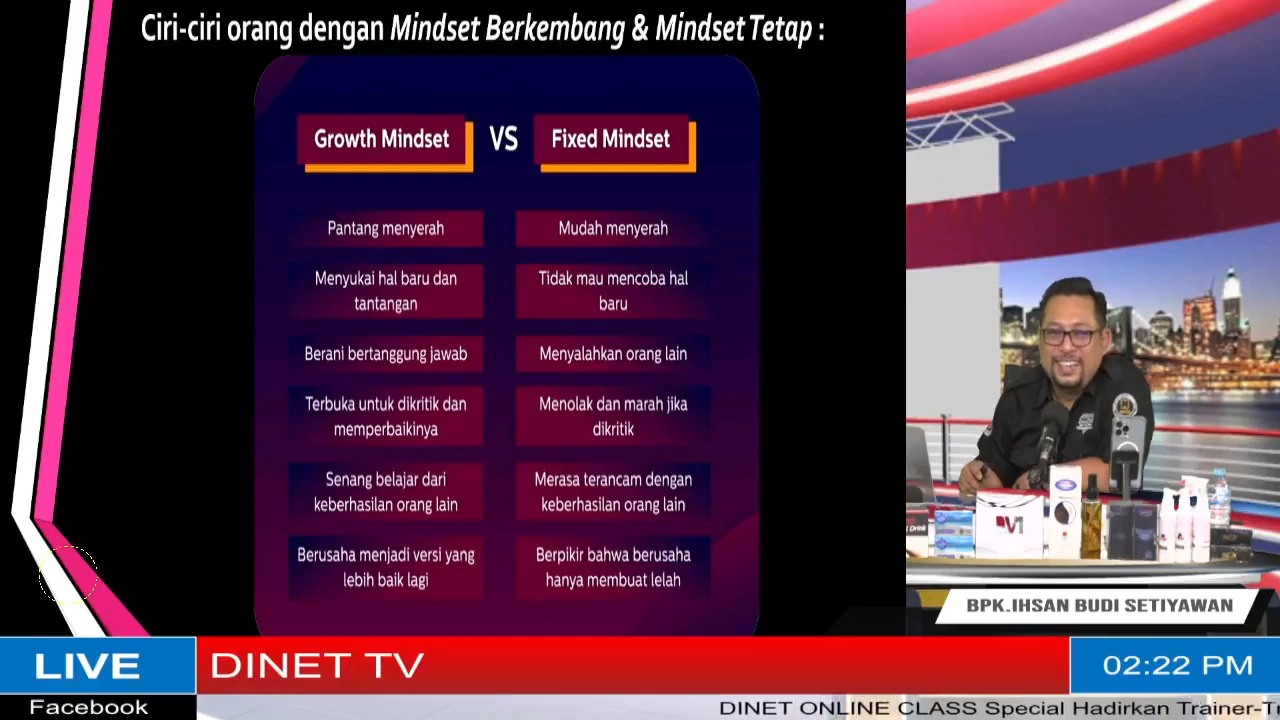 Ciri-ciri orang dengan Mindset Berkembang & Mindset Tetap :
Growth Mindset
VS
Fixed Mindset
Pantang menyerah
Mudah menyerah
Menyukai hal baru dan
tantangan
Tidak mau mencoba hal
baru
Berani bertanggung jawab
Menyalahkan orang lain
Terbuka untuk dikritik dan
memperbaikinya
Menolak dan marah jika
dikritik
Senang belajar dari
keberhasilan orang lain
Merasa terancam dengan
keberhasilan orang lain
Berusaha menjadi versi yang
lebih baik lagi
Berpikir bahwa berusaha
hanya membuat lelah
BPK.IHSAN BUDI SETIYAWAN
LIVE
DINET TV
02:22 PM
Facebook
DINET ONLINE CLASS Special Hadirkan Trainer-Tr